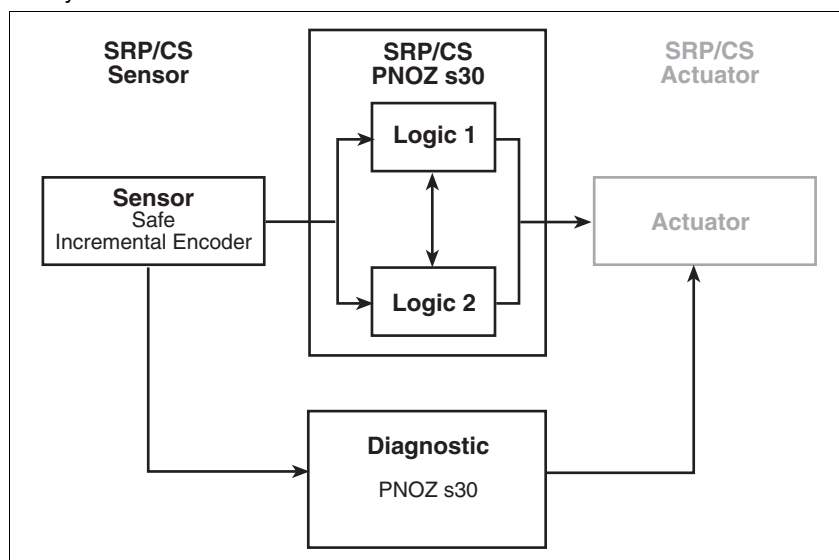 SRP/CS
Sensor
SRP/CS
PNOZ s30
SRP/CS
Actuator
Logic 1
Sensor
Safe
Incremental Encoder
Actuator
Logic 2
Diagnostic
PNOZ s30